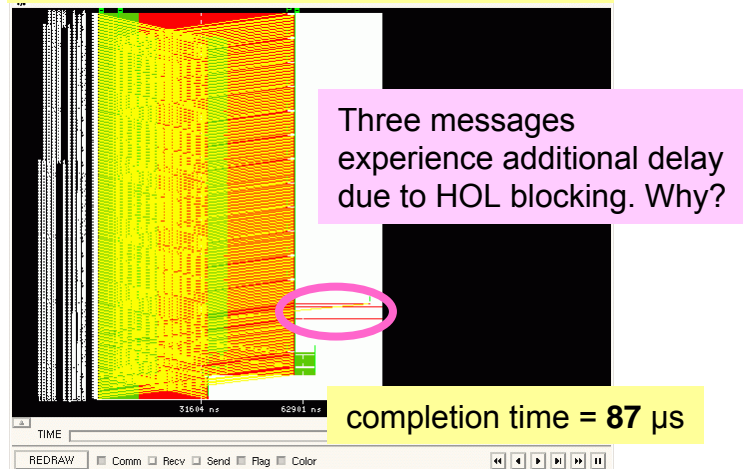 Three messages
experience additional delay
due to HOL blocking. Why?
31604 ns
62901 ns
completion time = 87 µs
TIME
REDRAW
Comm
Recv
Send
Flag
Color